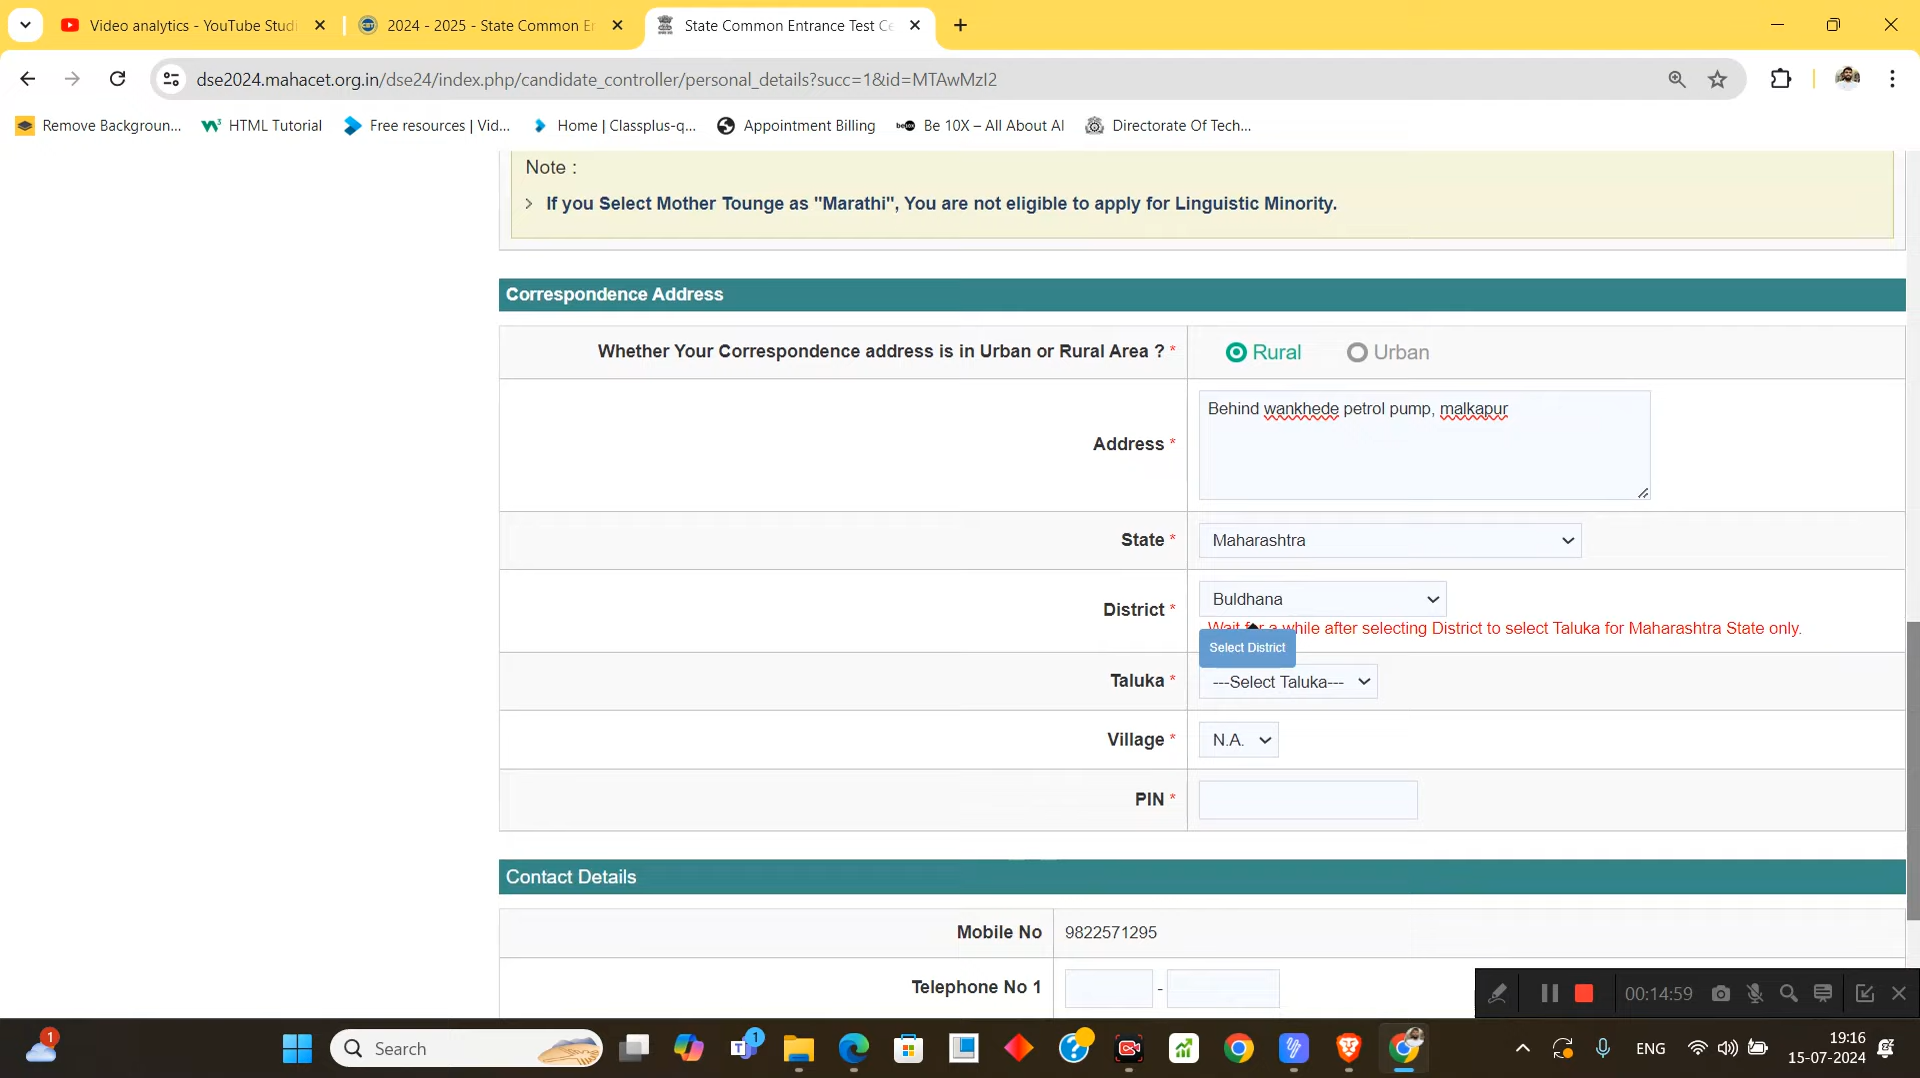 Video analytics - YouTube Studi
2024 - 2025 - State Common En
State Common Entrance Test Ce
dse2024.mahacet.org.in/dse24/index.php/candidate_controller/personal_details?succ=1&id=MTAwMzI2
Remove Backgroun...
HTML Tutorial
Free resources | Vid...
Home | Classplus-q...
Appointment Billing
Be 10X – All About AI
Directorate Of Tech...
Note :
If you Select Mother Tounge as "Marathi", You are not eligible to apply for Linguistic Minority.
Correspondence Address
Whether Your Correspondence address is in Urban or Rural Area ? *
Rural
Urban
Address *
Behind wankhede petrol pump, malkapur
State *
Maharashtra
District *
Buldhana
Wait for a while after selecting District to select Taluka for Maharashtra State only.
Select District
Taluka *
---Select Taluka---
Village *
N.A.
PIN *
Contact Details
Mobile No
9822571295
Telephone No 1
-
00:14:59
1
Search
1
ENG
19:16
15-07-2024